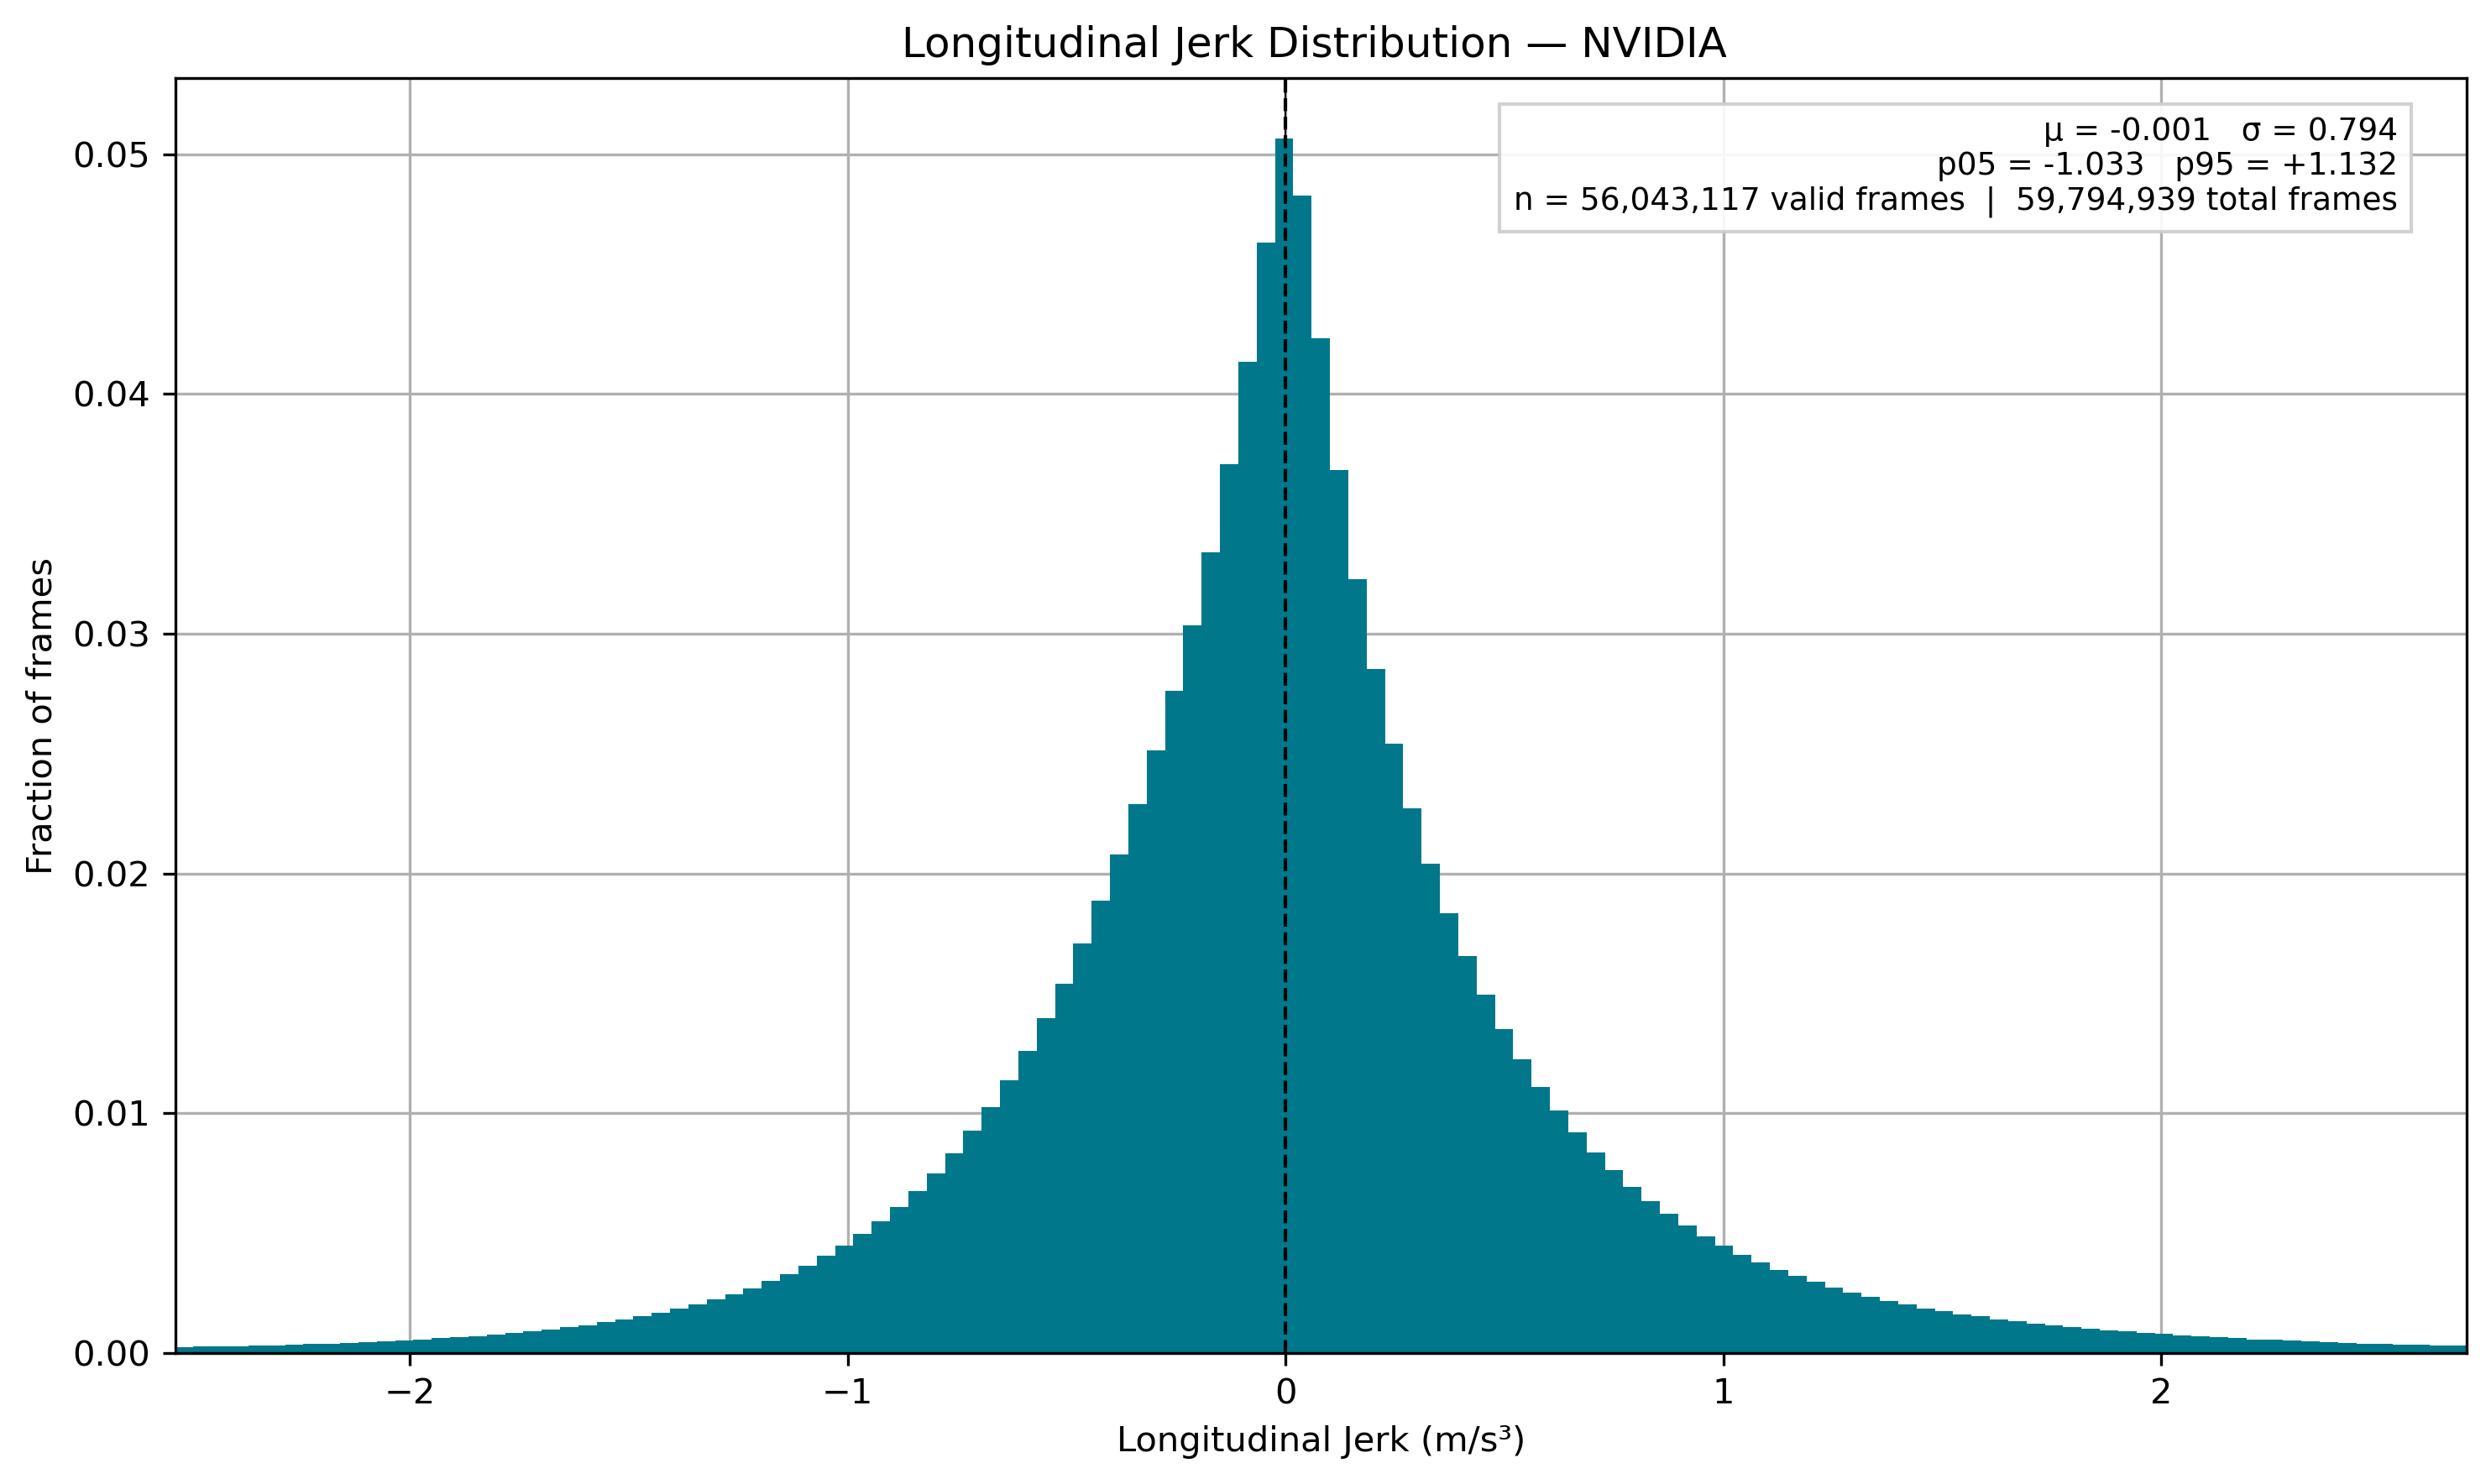 Longitudinal Jerk Distribution — NVIDIA
µ = -0.001   σ = 0.794
p05 = -1.033   p95 = +1.132
n = 56,043,117 valid frames  |  59,794,939 total frames
Fraction of frames
0.05
0.04
0.03
0.02
0.01
0.00
−2
−1
0
1
2
Longitudinal Jerk (m/s³)